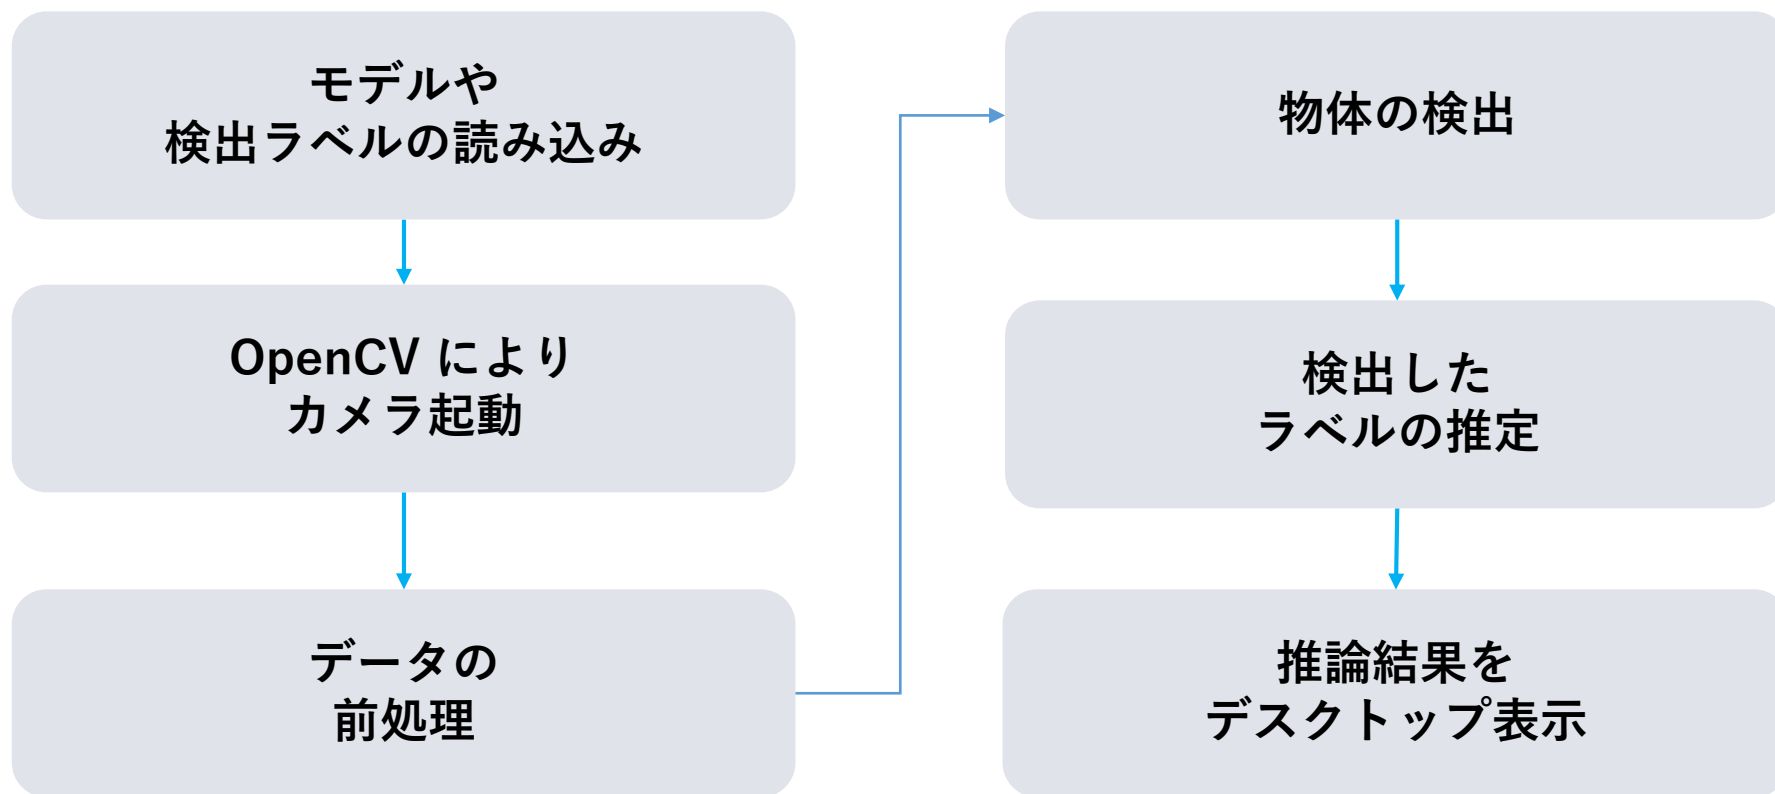 モデルや
検出ラベルの読み込み
OpenCV により
カメラ起動
データの
前処理
物体の検出
検出した
ラベルの推定
推論結果を
デスクトップ表示